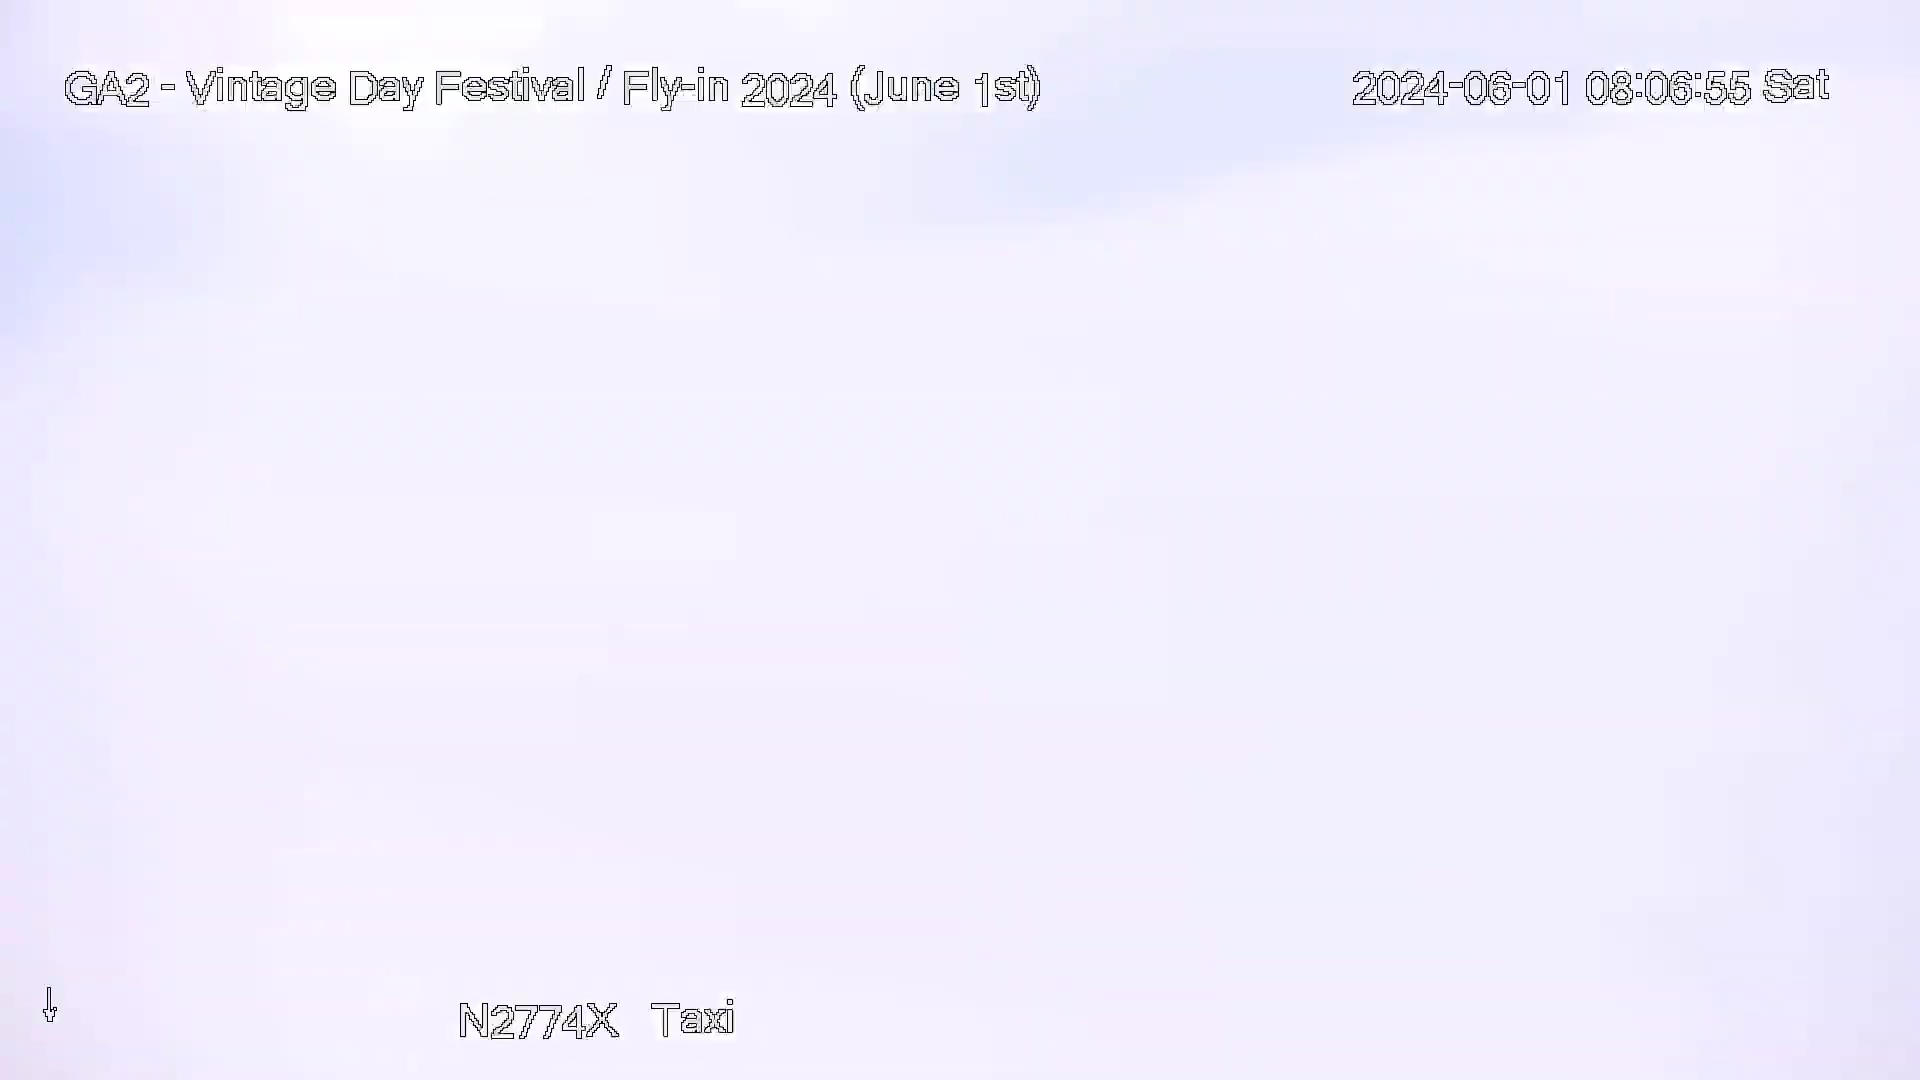 GA2 - Vintage Day Festival / Fly-in 2024 (June 1st)
2024-06-01 08:06:55 Sat
N2774X Taxi